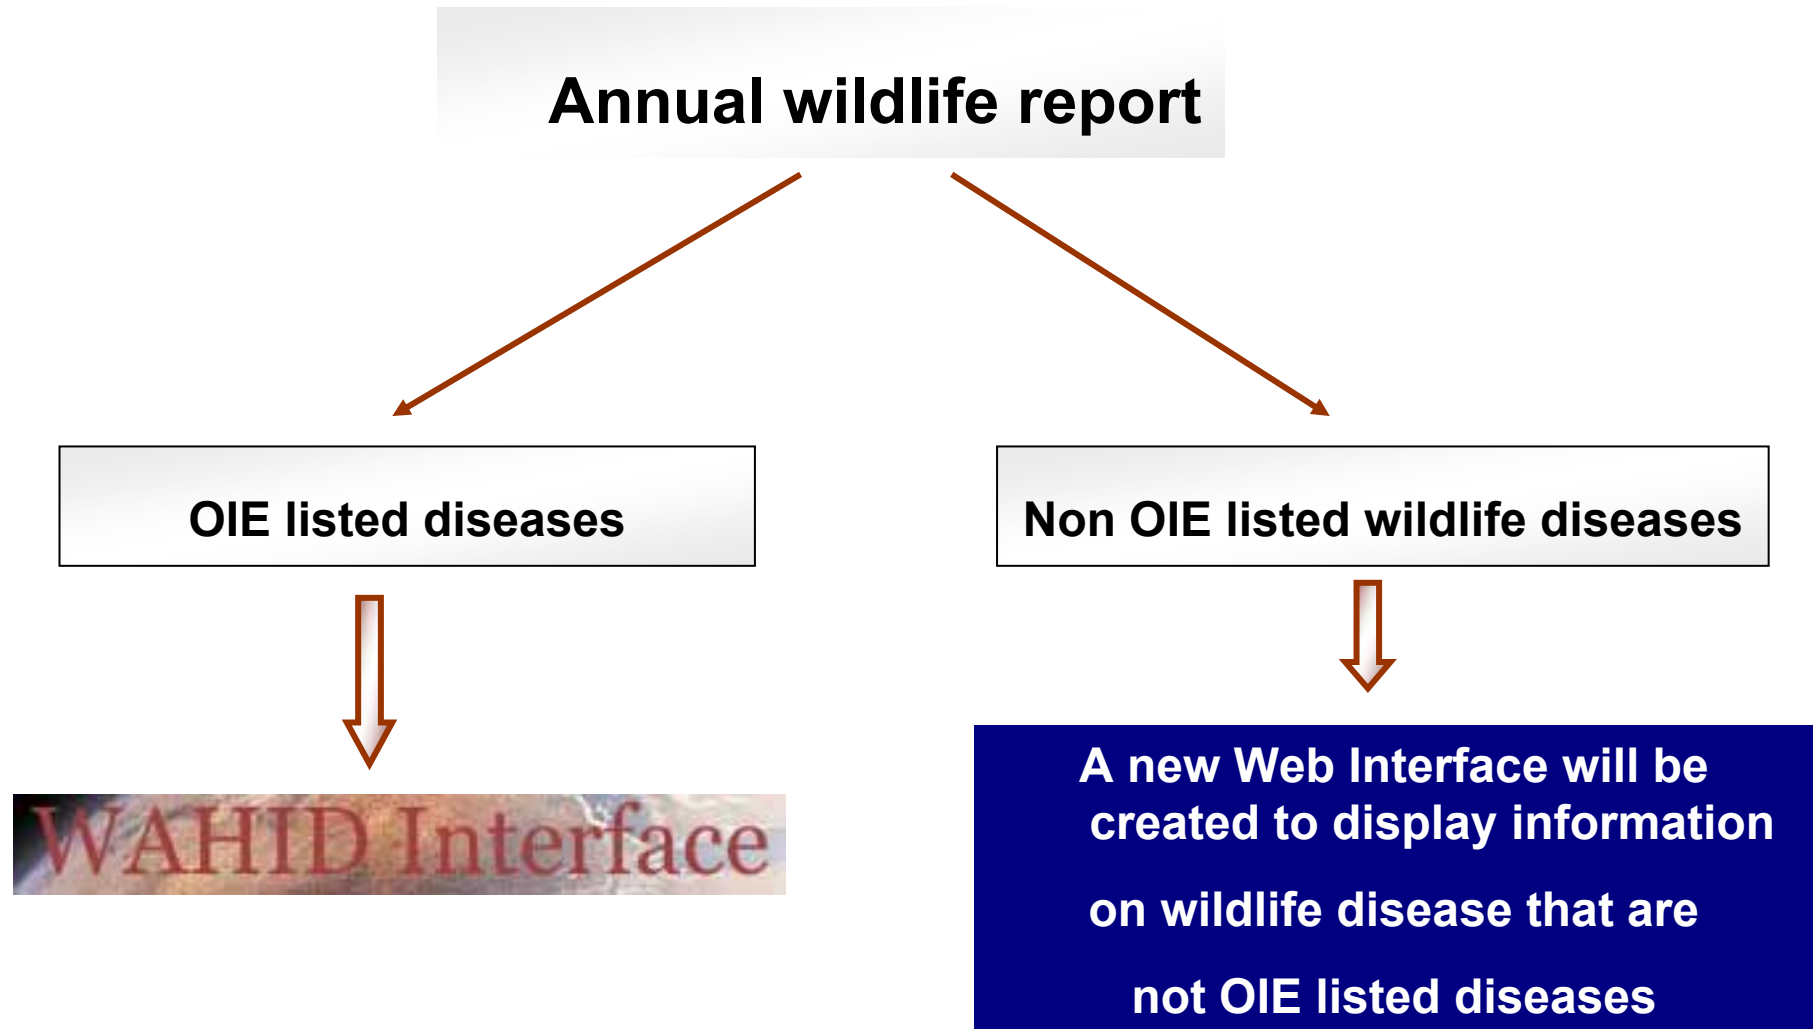 Annual wildlife report
OIE listed diseases
Non OIE listed wildlife diseases
WAHID Interface
A new Web Interface will be
created to display information
on wildlife disease that are
not OIE listed diseases